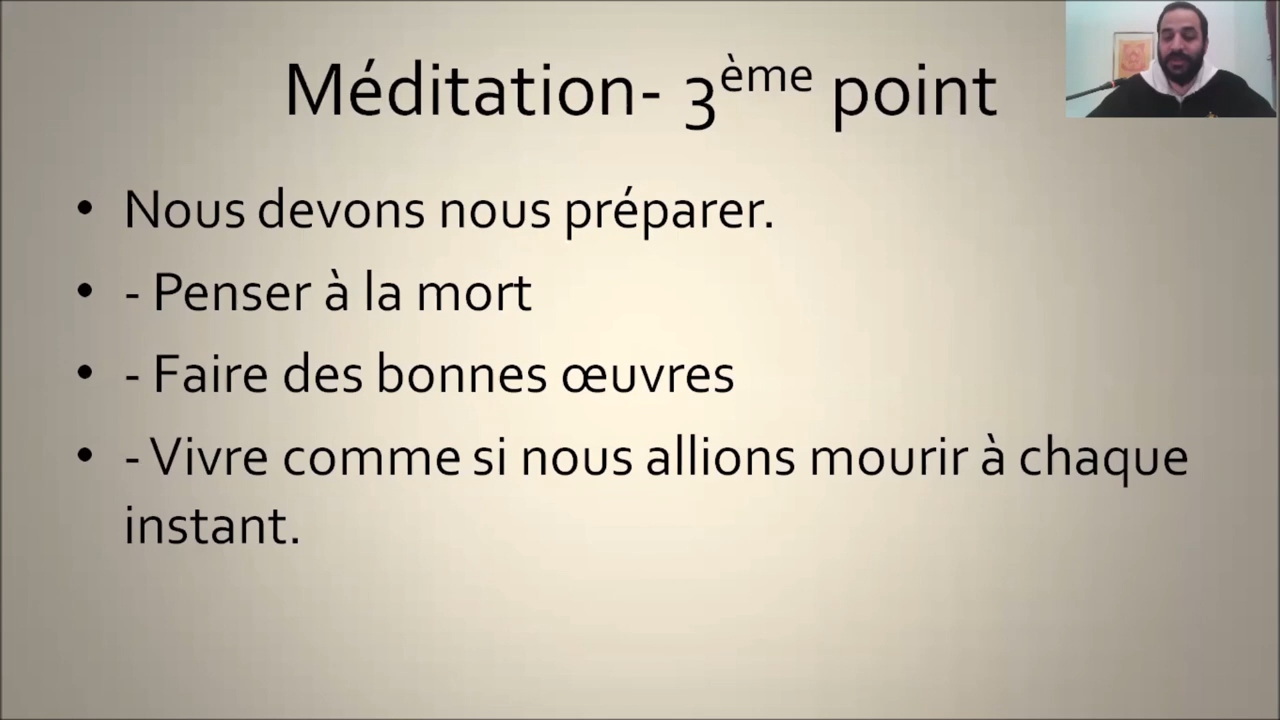 Méditation- 3ème point
• Nous devons nous préparer.
• - Penser à la mort
• - Faire des bonnes œuvres
• - Vivre comme si nous allions mourir à chaque
instant.